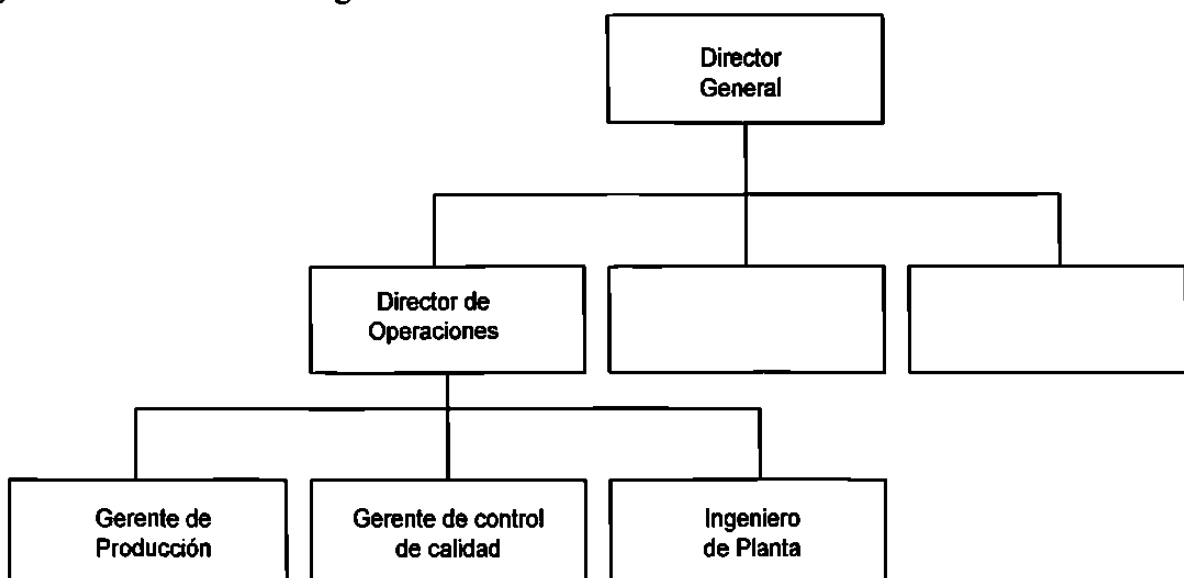 Director
General
Director de
Operaciones
Gerente de
Producción
Gerente de control
de calidad
Ingeniero
de Planta